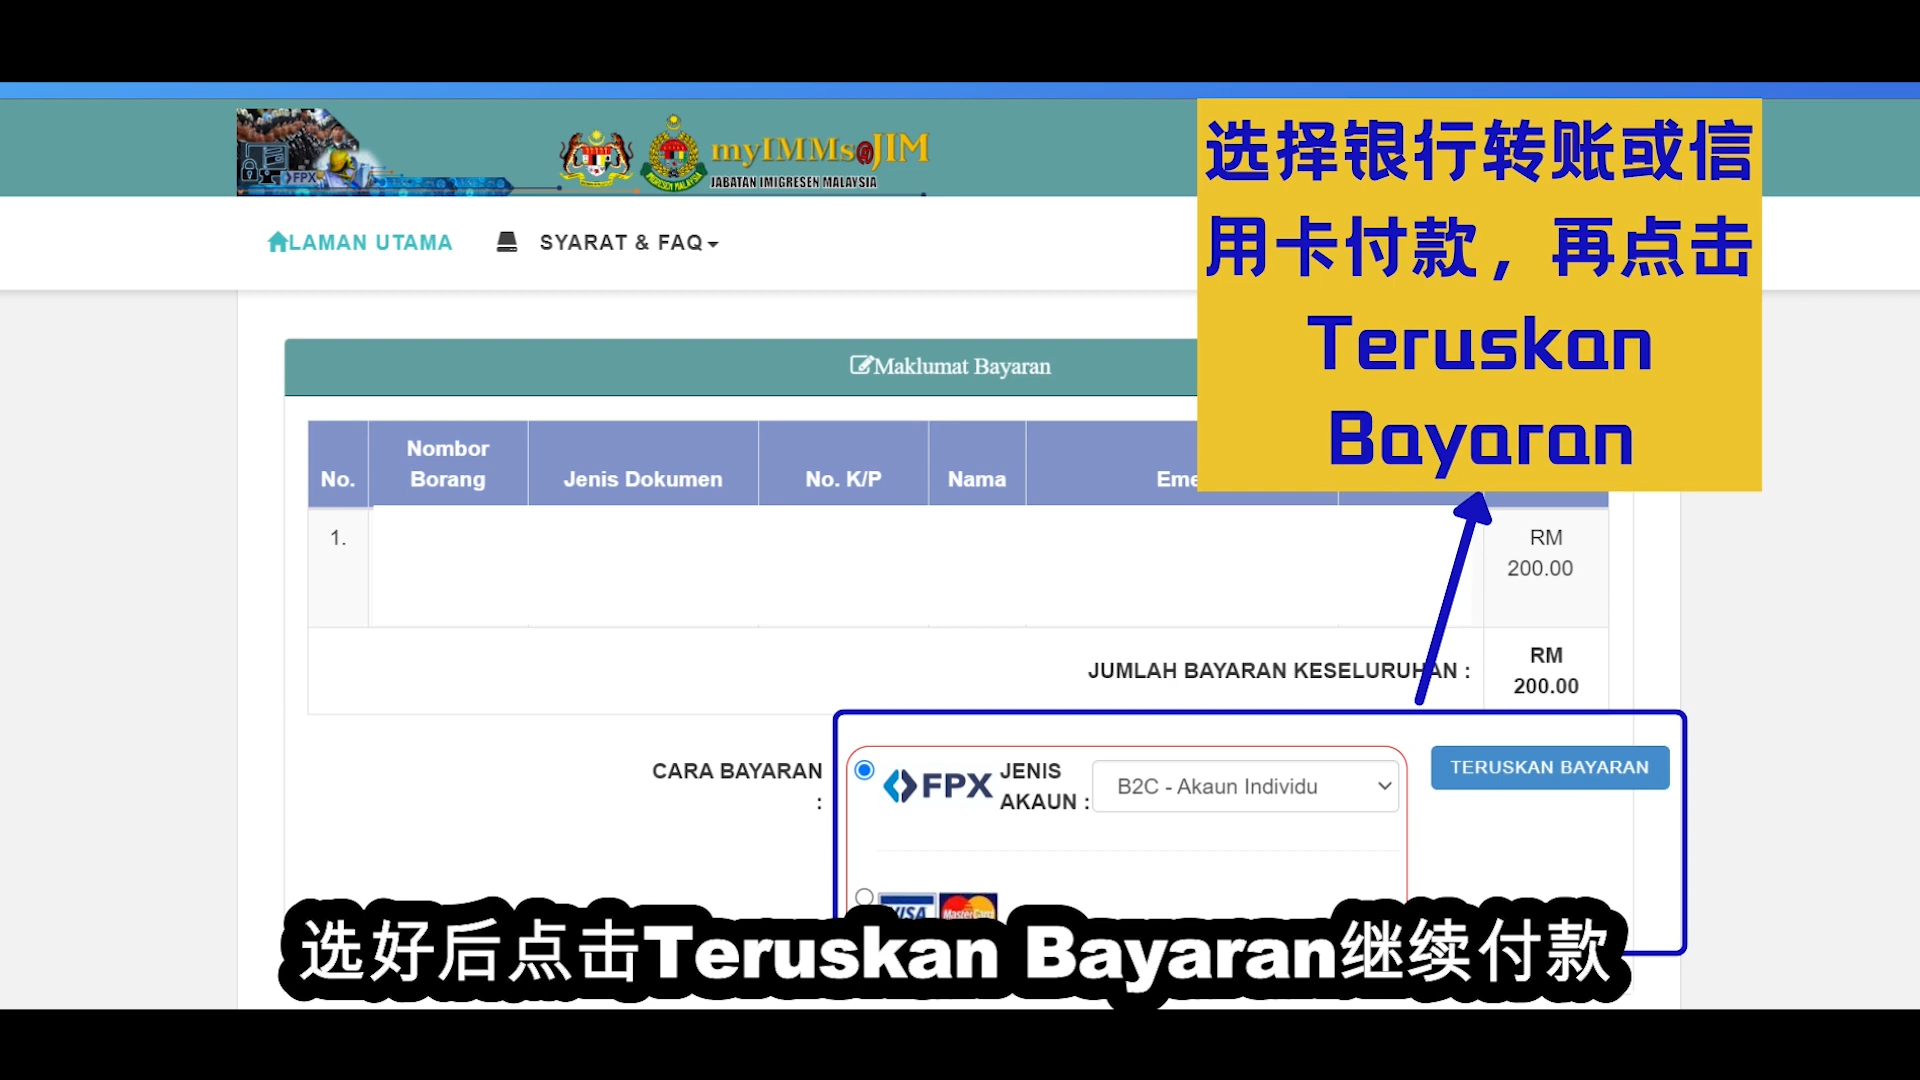 FPX
myIMMs@JIM
JABATAN IMIGRESEN MALAYSIA
LAMAN UTAMA
SYARAT & FAQ
选择银行转账或信
用卡付款，再点击
Teruskan
Bayaran
Maklumat Bayaran
No.
Nombor
Borang
Jenis Dokumen
No. K/P
Nama
1.
RM
200.00
JUMLAH BAYARAN KESELURUHAN :
RM
200.00
CARA BAYARAN
:
FPX
JENIS
AKAUN :
B2C - Akaun Individu
TERUSKAN BAYARAN
VISA
MasterCard
选好后点击Teruskan Bayaran继续付款